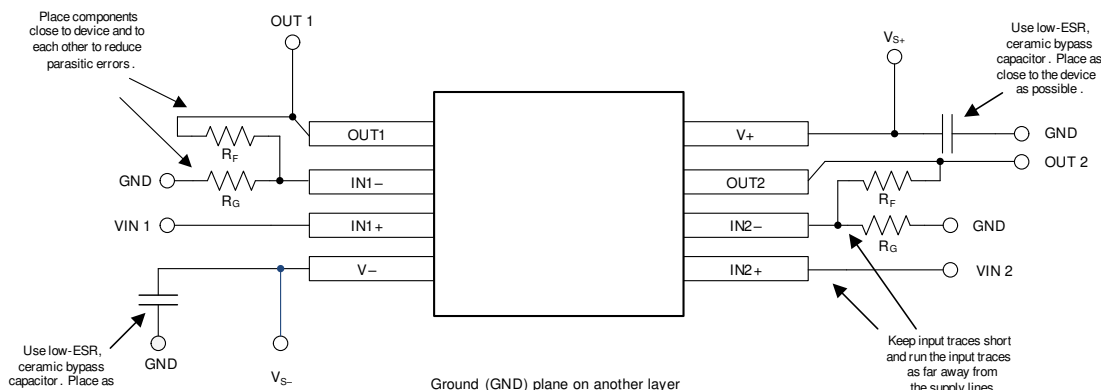 Place components
close to device and to
each other to reduce
parasitic errors .
OUT 1
VS+
Use low-ESR,
ceramic bypass
capacitor . Place as
close to the device
as possible .
OUT1
V+
GND
RF
OUT 2
GND
IN1−
OUT2
RF
RG
VIN 1
IN1+
IN2−
GND
RG
V−
IN2+
VIN 2
Use low-ESR,
ceramic bypass
capacitor . Place as
GND
VS−
Ground (GND) plane on another layer
Keep input traces short
and run the input traces
as far away from
the supply lines